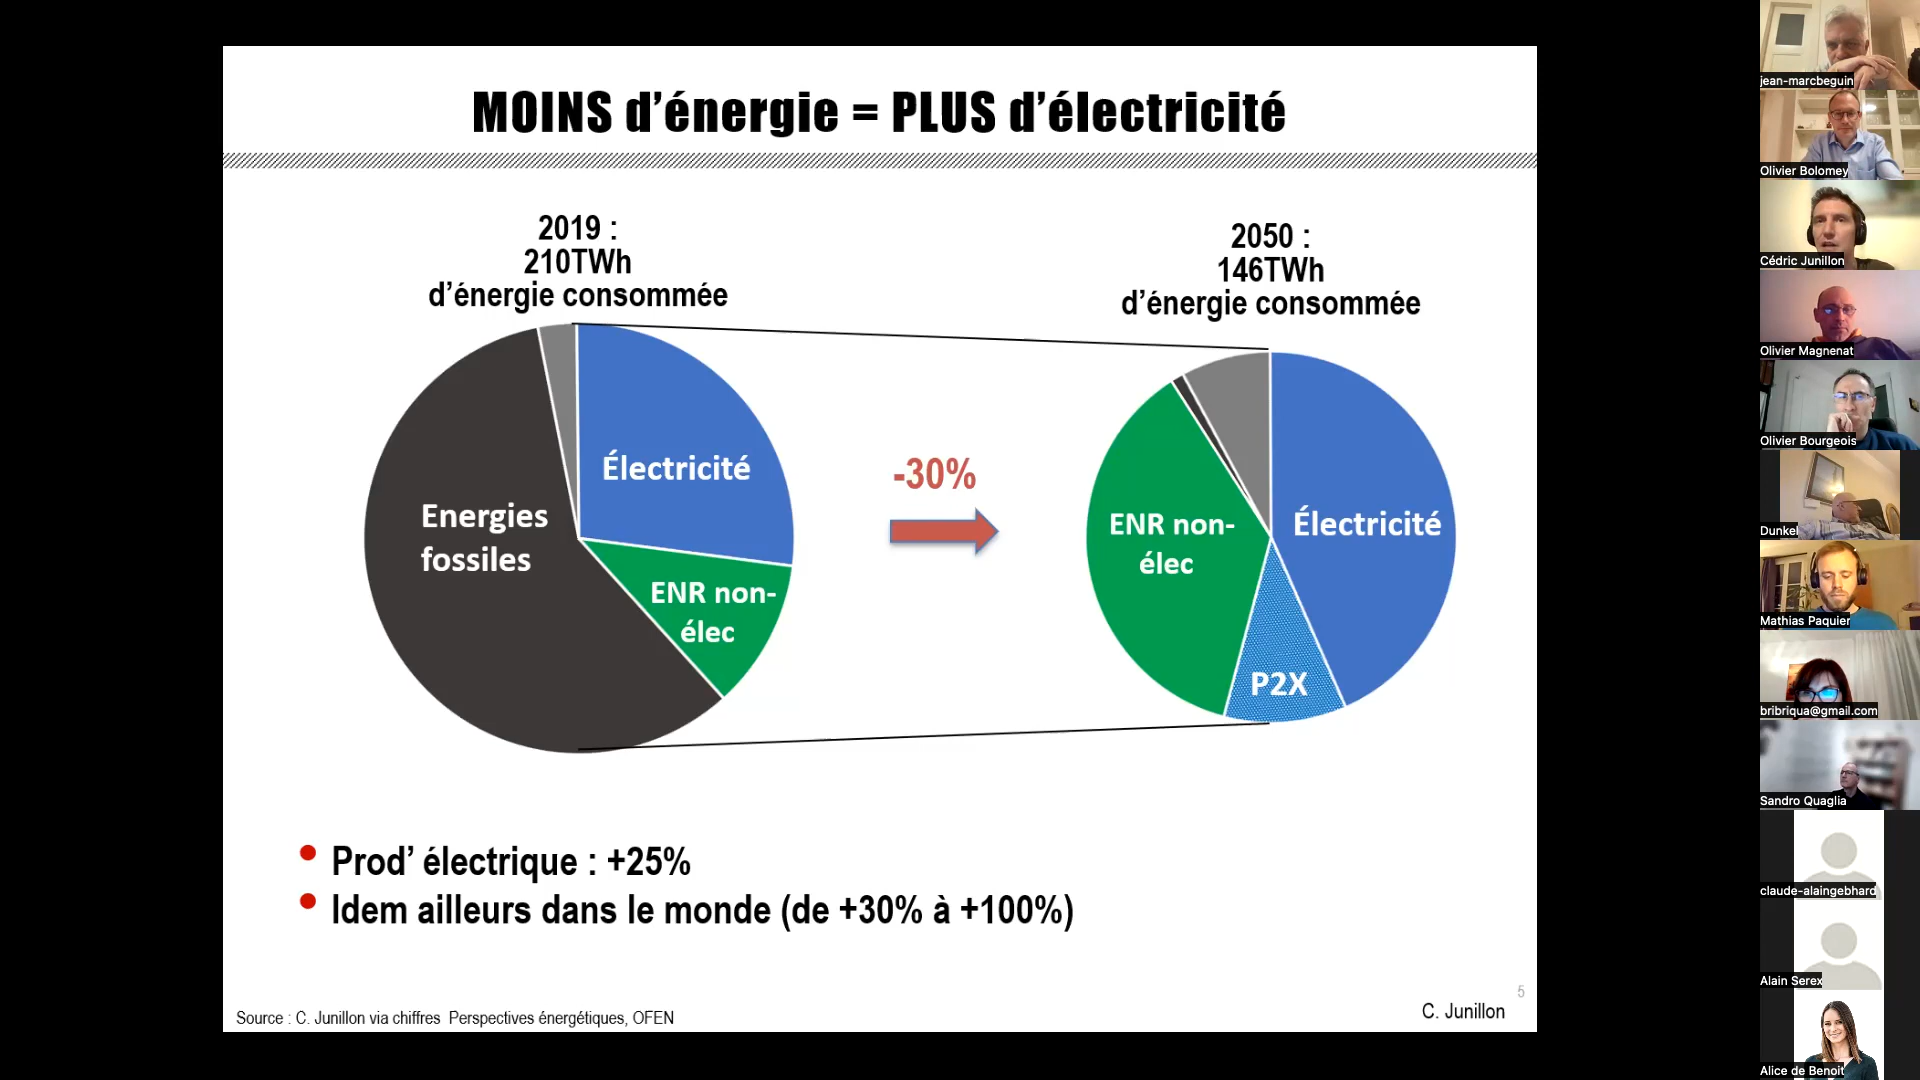 MOINS d’énergie = PLUS d’électricité
2019 :
210TWh
d’énergie consommée
2050 :
146TWh
d’énergie consommée
Électricité
Energies
fossiles
ENR non-
élec
-30%
ENR non-
élec
Électricité
P2X
• Prod’ électrique : +25%
• Idem ailleurs dans le monde (de +30% à +100%)
5
Source : C. Junillon via chiffres Perspectives énergétiques, OFEN
C. Junillon
jean-marcbeguin
Olivier Bolomey
Cédric Junillon
Olivier Magnenat
Olivier Bourgeois
Dunkel
Mathias Paquier
bribriqua@gmail.com
Sandro Quaglia
claude-alaingebhard
Alain Serex
Alice de Benoit